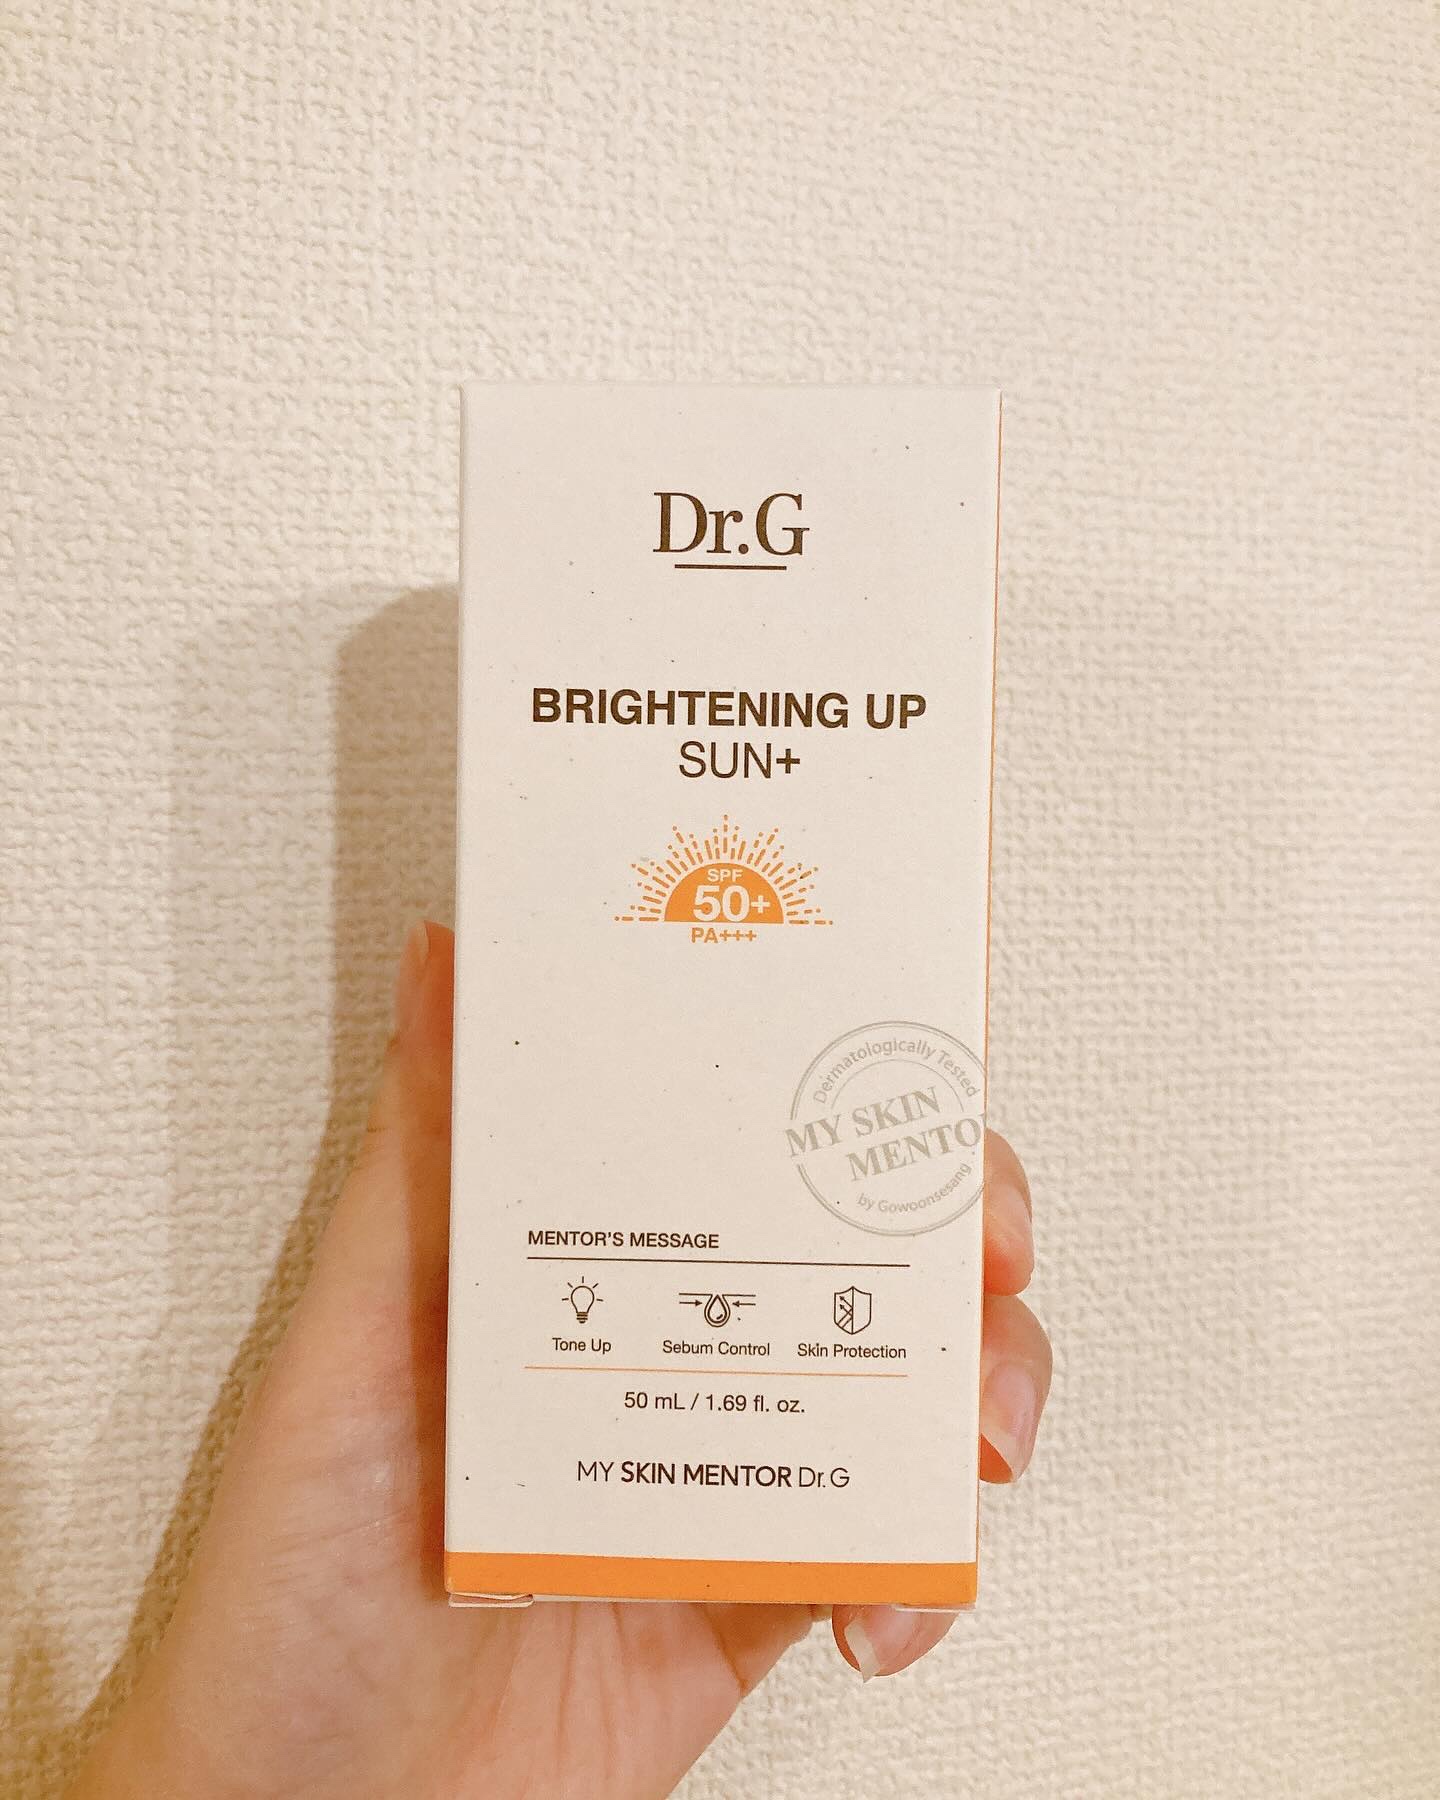 Dr.G
BRIGHTENING UP
SUN+
SPF
50+
PA+++
Dermatologically Tested
MY SKIN
MENTO
by Gowoonsesang
MENTOR'S MESSAGE
Tone Up
Sebum Control
Skin Protection
50 mL / 1.69 fl. oz.
MY SKIN MENTOR Dr.G